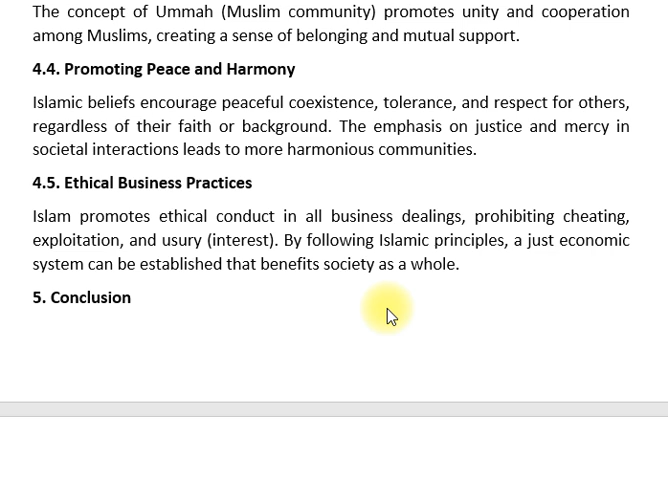 The concept of Ummah (Muslim community) promotes unity and cooperation
among Muslims, creating a sense of belonging and mutual support.
4.4. Promoting Peace and Harmony
Islamic beliefs encourage peaceful coexistence, tolerance, and respect for others,
regardless of their faith or background. The emphasis on justice and mercy in
societal interactions leads to more harmonious communities.
4.5. Ethical Business Practices
Islam promotes ethical conduct in all business dealings, prohibiting cheating,
exploitation, and usury (interest). By following Islamic principles, a just economic
system can be established that benefits society as a whole.
5. Conclusion